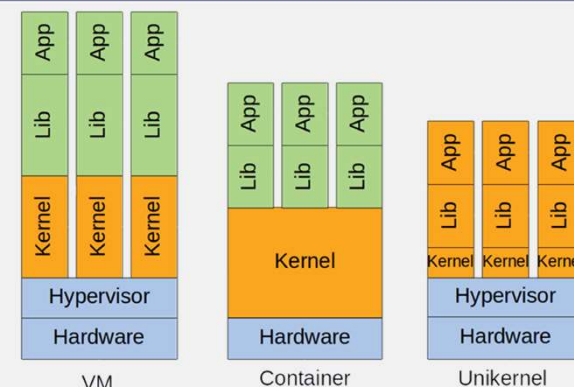 App App App
Lib Lib Lib
Kernel Kernel Kernel
Hypervisor
Hardware
VM
App App App
Lib Lib Lib
Kernel
Hardware
Container
App App App
Lib Lib Lib
Kernel Kernel Kerne
Hypervisor
Hardware
Unikernel